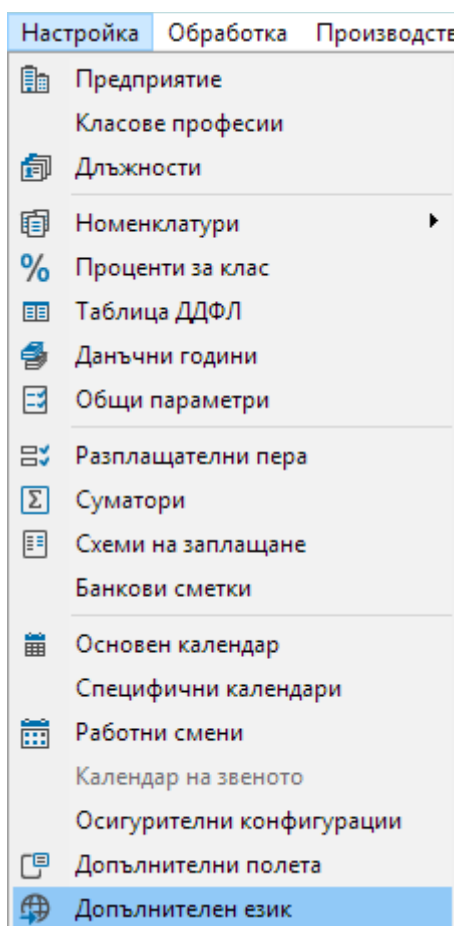 Настройка Обработка Производств
Предприятие
Класове професии
Длъжности
Номенклатури
% Проценти за клас
Таблица ДДФЛ
Данъчни години
Общи параметри
Разплащателни пера
Σ Суматори
Схеми на заплащане
Банкови сметки
Основен календар
Специфични календари
Работни смени
Календар на звеното
Осигурителни конфигурации
Допълнителни полета
Допълнителен език